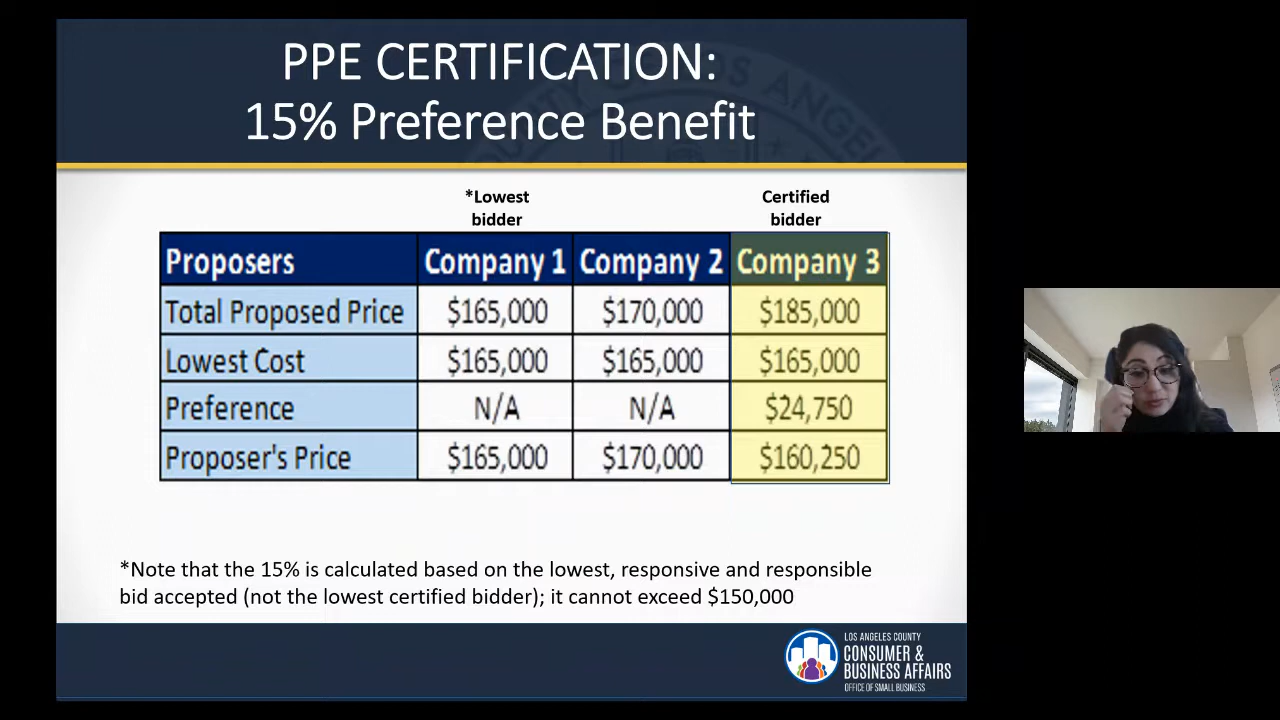 PPE CERTIFICATION:
15% Preference Benefit
*Lowest
bidder
Certified
bidder
Proposers Company 1 Company 2 Company 3
Total Proposed Price $165,000 $170,000 $185,000
Lowest Cost $165,000 $165,000 $165,000
Preference N/A N/A $24,750
Proposer's Price $165,000 $170,000 $160,250
*Note that the 15% is calculated based on the lowest, responsive and responsible
bid accepted (not the lowest certified bidder); it cannot exceed $150,000
LOS ANGELES COUNTY
CONSUMER &
BUSINESS AFFAIRS
OFFICE OF SMALL BUSINESS